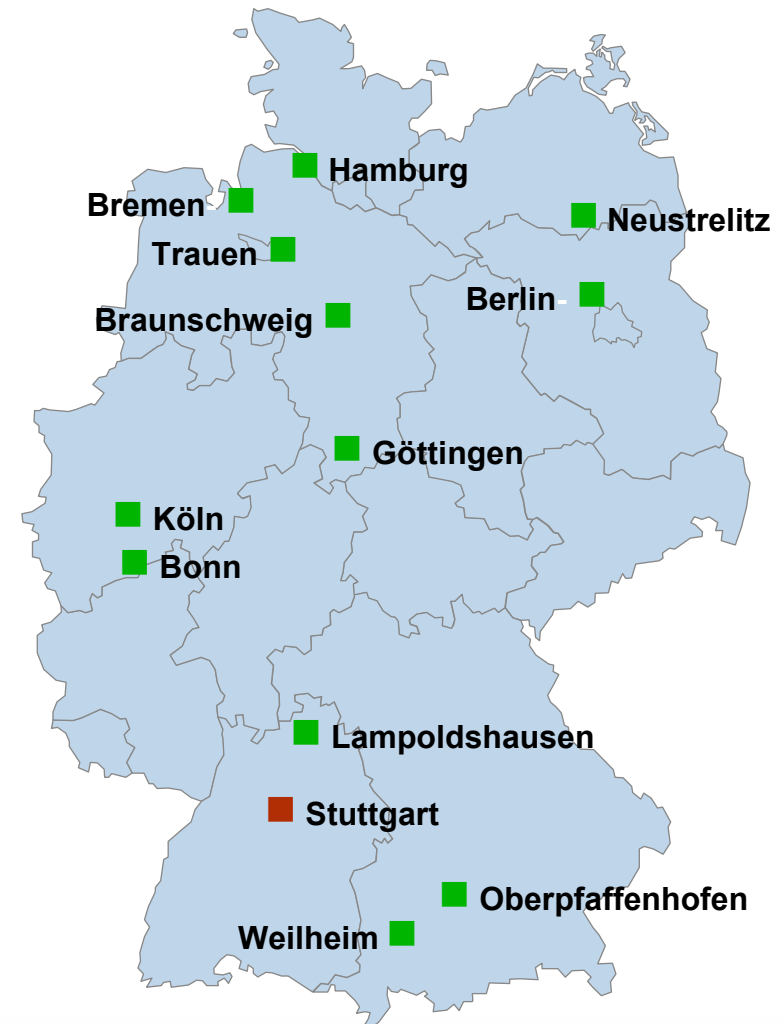 Hamburg
Bremen
Neustrelitz
Trauen
Berlin
Braunschweig
Göttingen
Köln
Bonn
Lampoldshausen
Stuttgart
Oberpfaffenhofen
Weilheim